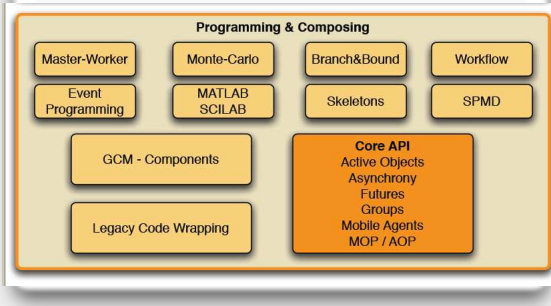 Programming & Composing
Master-Worker
Monte-Carlo
Branch&Bound
Workflow
Event
Programming
MATLAB
SCILAB
Skeletons
SPMD
GCM - Components
Legacy Code Wrapping
Core API
Active Objects
Asynchrony
Futures
Groups
Mobile Agents
MOP / AOP